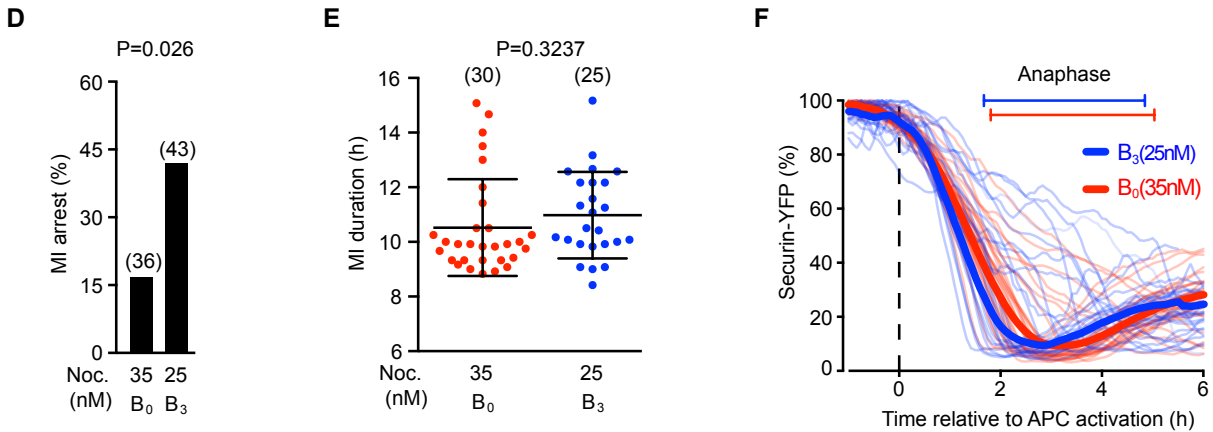 D
P=0.026
MI arrest (%)
60
45
30
15
0
(36)
(43)
Noc. 35 25
(nM) B₀ B₃
E
P=0.3237
(30) (25)
MI duration (h)
16
14
12
10
8
6
Noc. 35 25
(nM) B₀ B₃
F
Anaphase
Securin-YFP (%)
100
80
60
40
20
0
B₃(25nM)
B₀(35nM)
0 2 4 6
Time relative to APC activation (h)